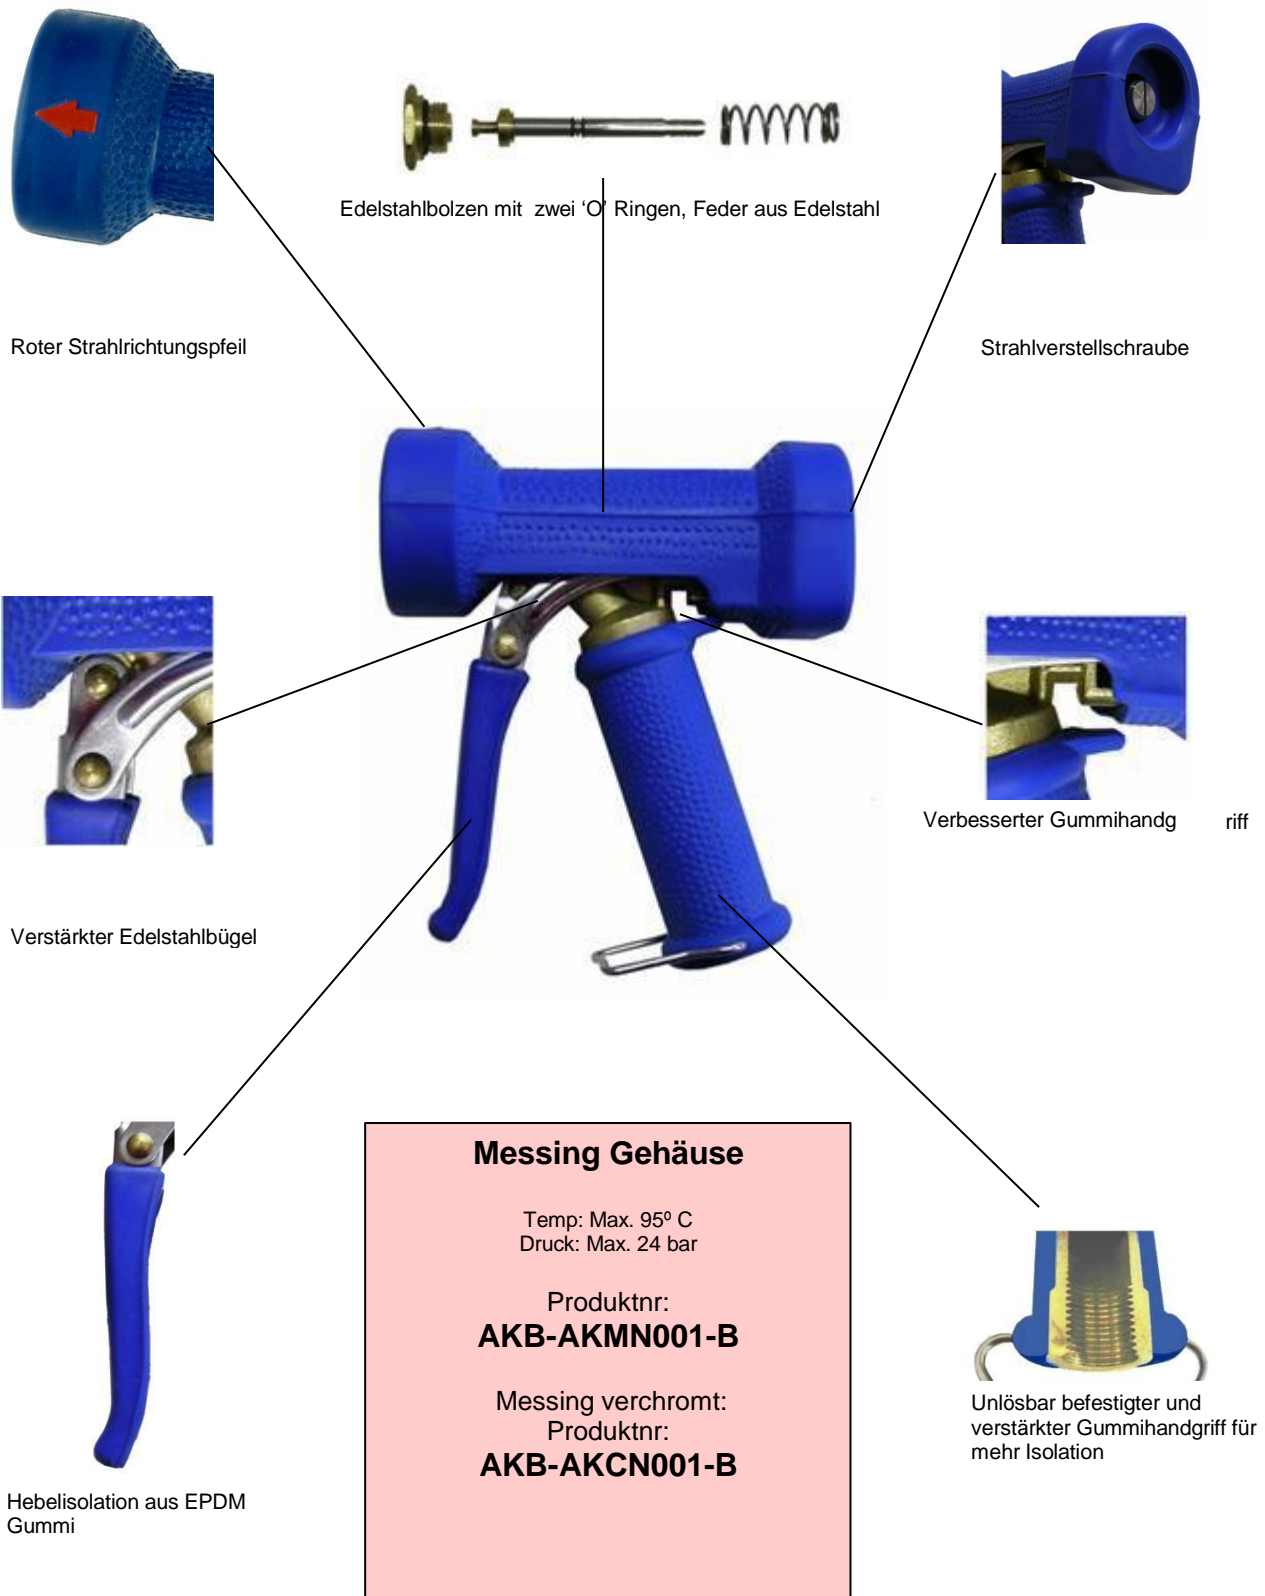 Edelstahlbolzen mit zwei ‘O’ Ringen, Feder aus Edelstahl
Roter Strahlrichtungspfeil
Strahlverstellschraube
Verbesserter Gummihandg riff
Verstärkter Edelstahlbügel
Messing Gehäuse
Temp: Max. 95º C
Druck: Max. 24 bar
Produktnr:
AKB-AKMN001-B
Messing verchromt:
Produktnr:
AKB-AKCN001-B
Unlösbar befestigter und
verstärkter Gummihandgriff für
mehr Isolation
Hebelisolation aus EPDM
Gummi